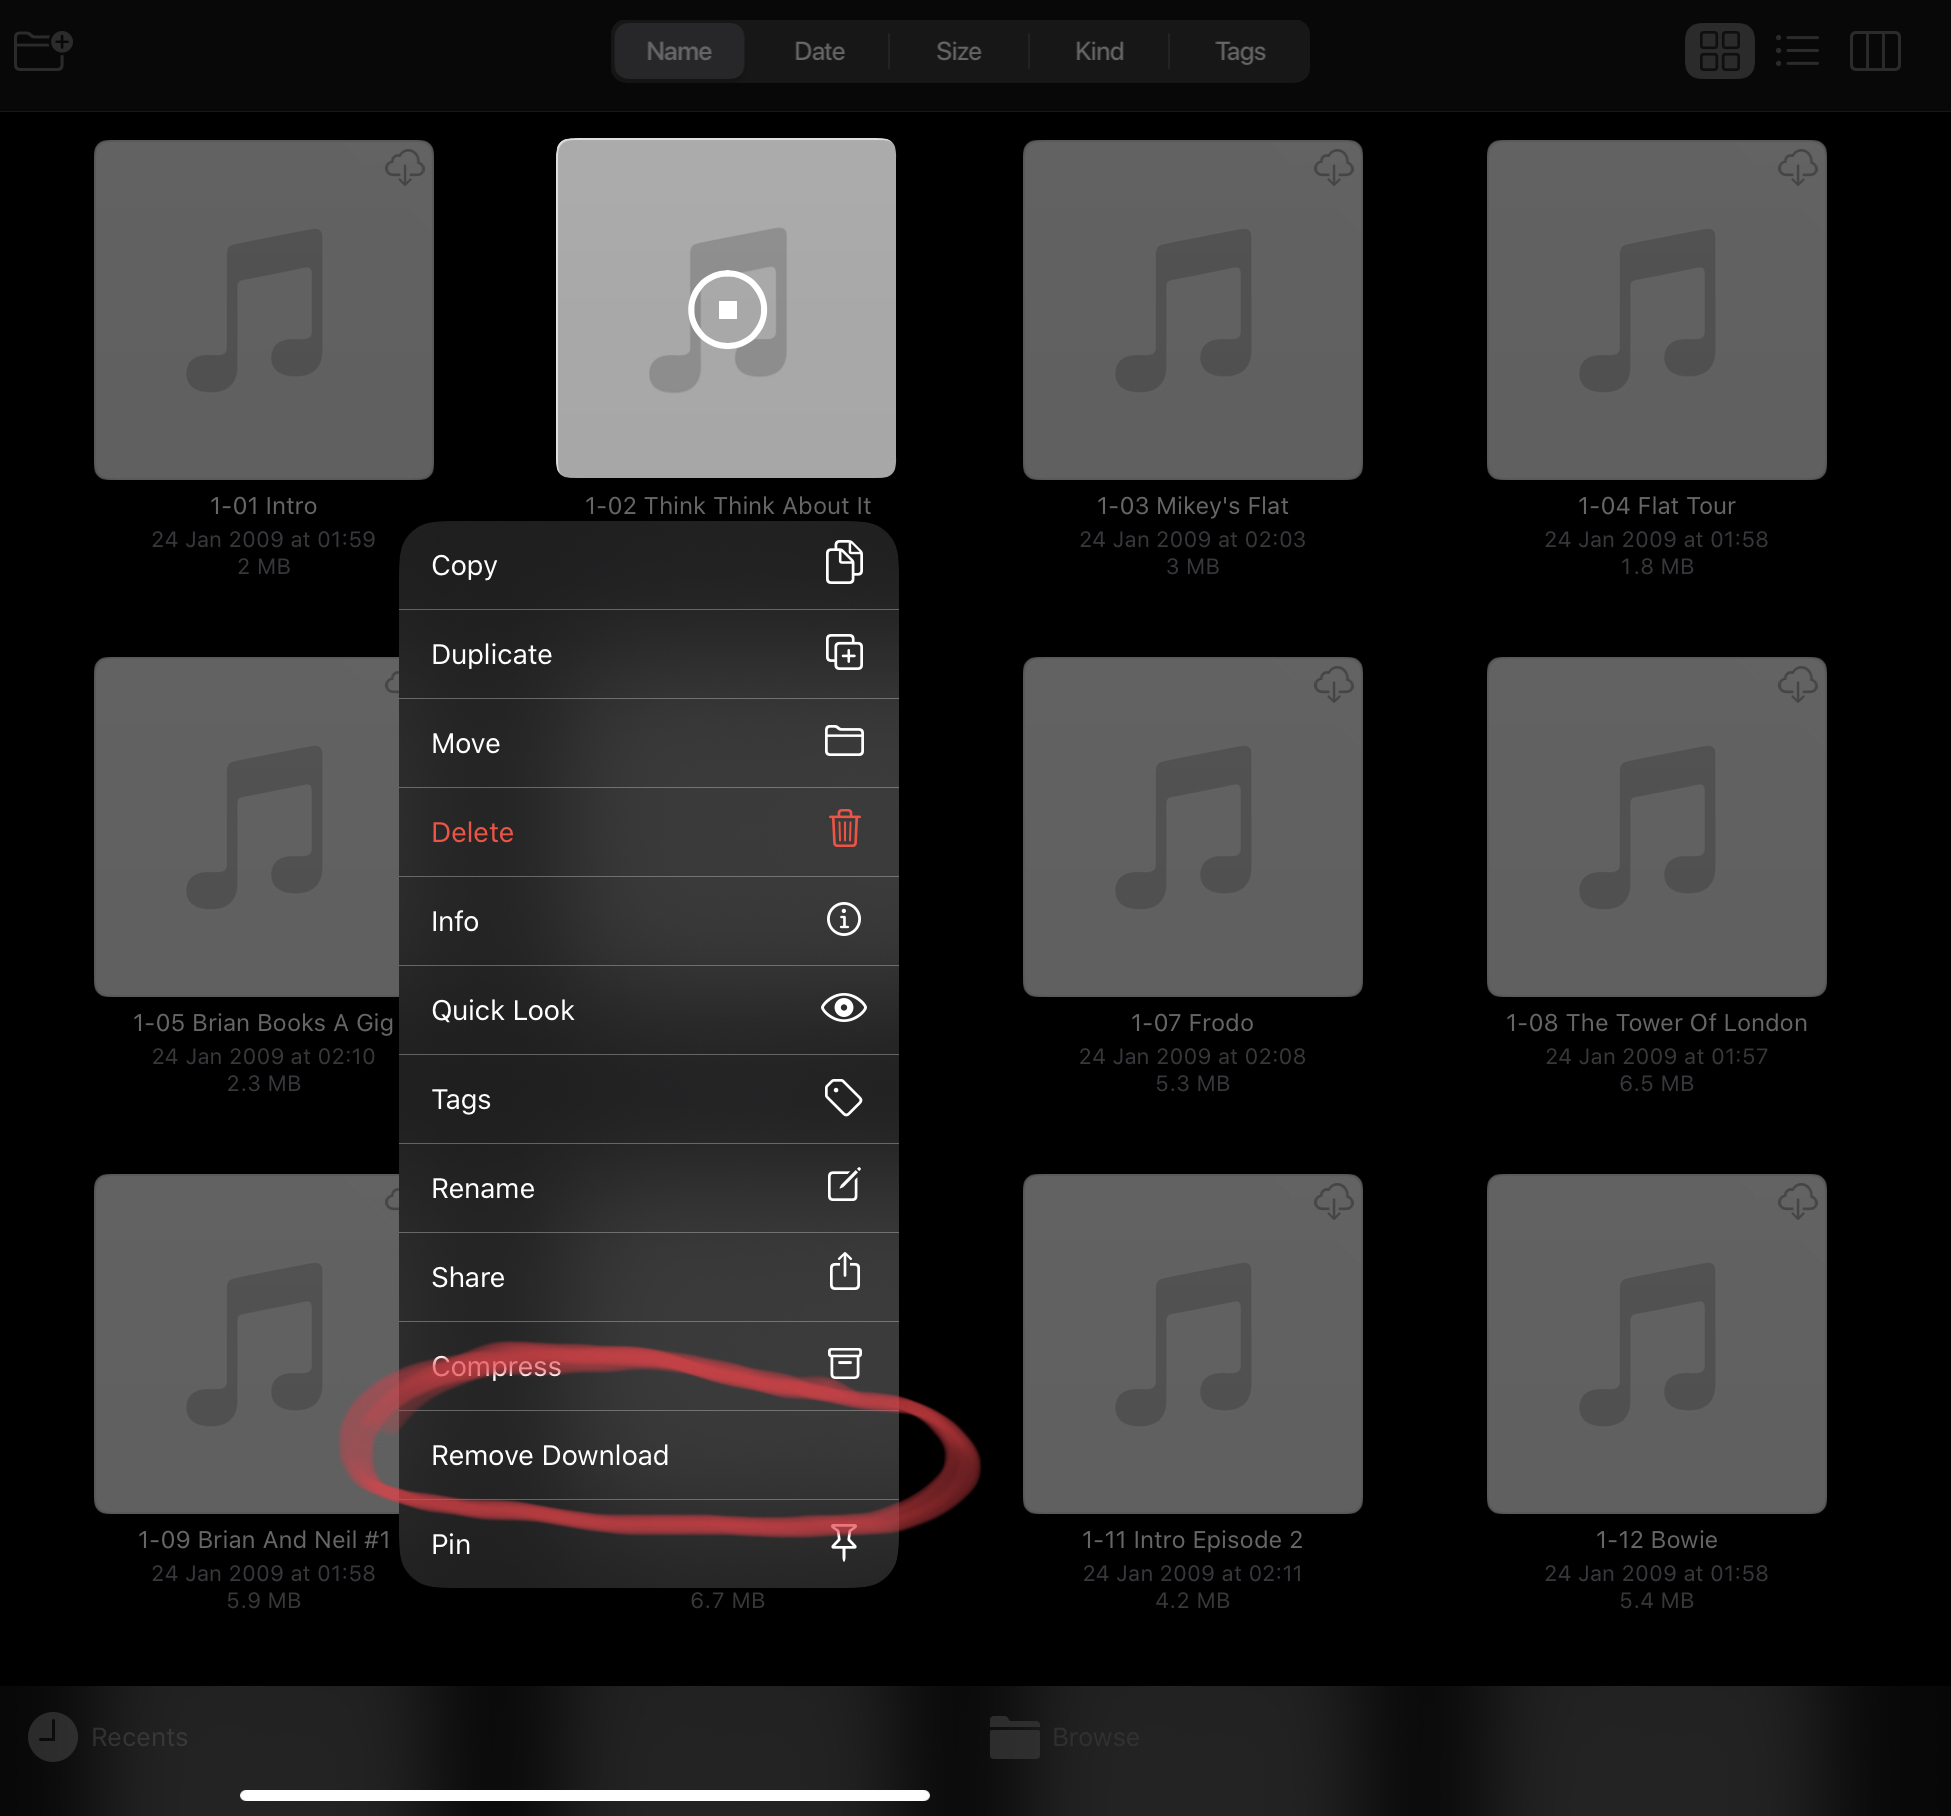 Name Date Size Kind Tags
1-01 Intro
24 Jan 2009 at 01:59
2 MB
1-02 Think Think About It
1-03 Mikey's Flat
24 Jan 2009 at 02:03
3 MB
1-04 Flat Tour
24 Jan 2009 at 01:58
1.8 MB
Copy
Duplicate
Move
Delete
Info
Quick Look
Tags
Rename
Share
Compress
Remove Download
Pin
1-05 Brian Books A Gig
24 Jan 2009 at 02:10
2.3 MB
1-07 Frodo
24 Jan 2009 at 02:08
5.3 MB
1-08 The Tower Of London
24 Jan 2009 at 01:57
6.5 MB
1-09 Brian And Neil #1
24 Jan 2009 at 01:58
5.9 MB
6.7 MB
1-11 Intro Episode 2
24 Jan 2009 at 02:11
4.2 MB
1-12 Bowie
24 Jan 2009 at 01:58
5.4 MB
Recents
Browse